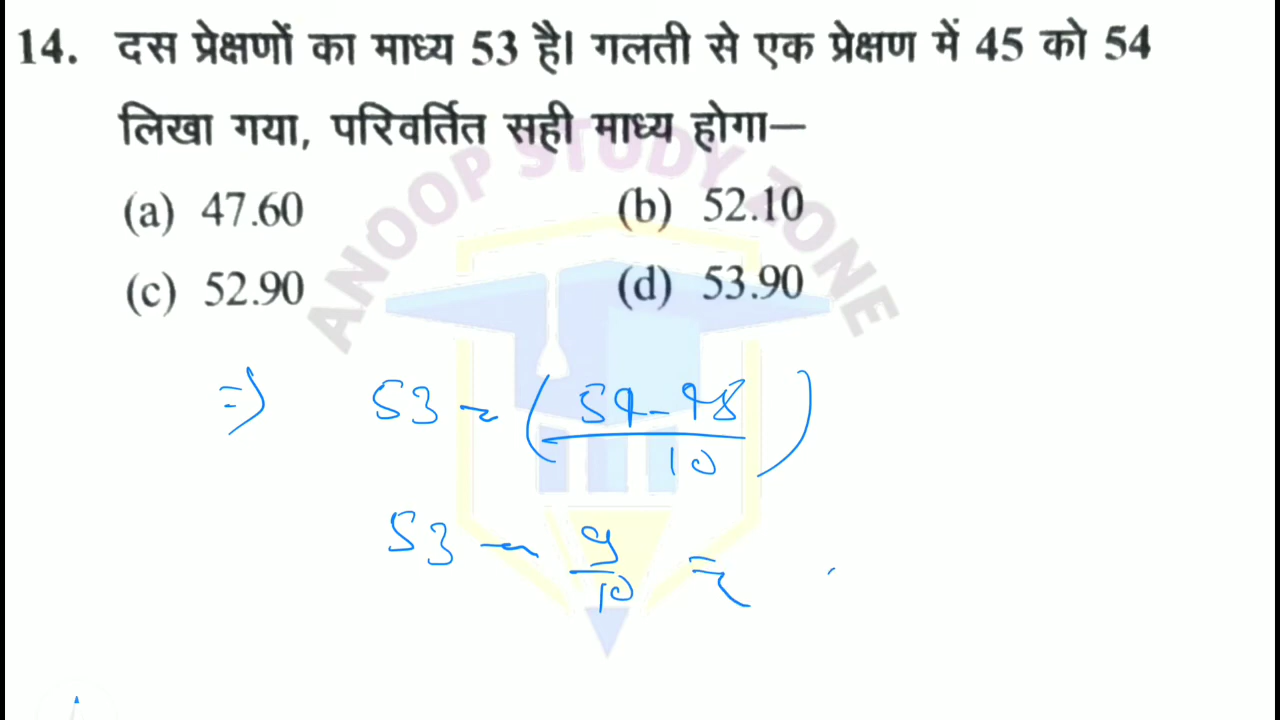 14. दस प्रेक्षणों का माध्य 53 है। गलती से एक प्रेक्षण में 45 को 54
लिखा गया, परिवर्तित सही माध्य होगा—
(a) 47.60 (b) 52.10
(c) 52.90 (d) 53.90
ANOOP STUDY ZONE
⇒ 53 - (54-45 / 10)
53 - 9/10 =